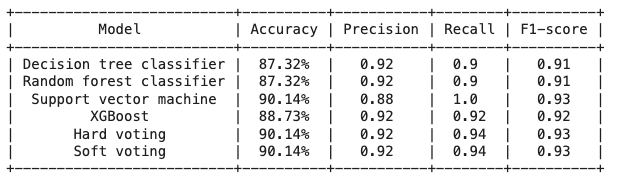 +---------------------------+----------+-----------+--------+----------+
| Model | Accuracy | Precision | Recall | F1-score |
+---------------------------+----------+-----------+--------+----------+
| Decision tree classifier | 87.32% | 0.92 | 0.9 | 0.91 |
| Random forest classifier | 87.32% | 0.92 | 0.9 | 0.91 |
| Support vector machine | 90.14% | 0.88 | 1.0 | 0.93 |
| XGBoost | 88.73% | 0.92 | 0.92 | 0.92 |
| Hard voting | 90.14% | 0.92 | 0.94 | 0.93 |
| Soft voting | 90.14% | 0.92 | 0.94 | 0.93 |
+---------------------------+----------+-----------+--------+----------+